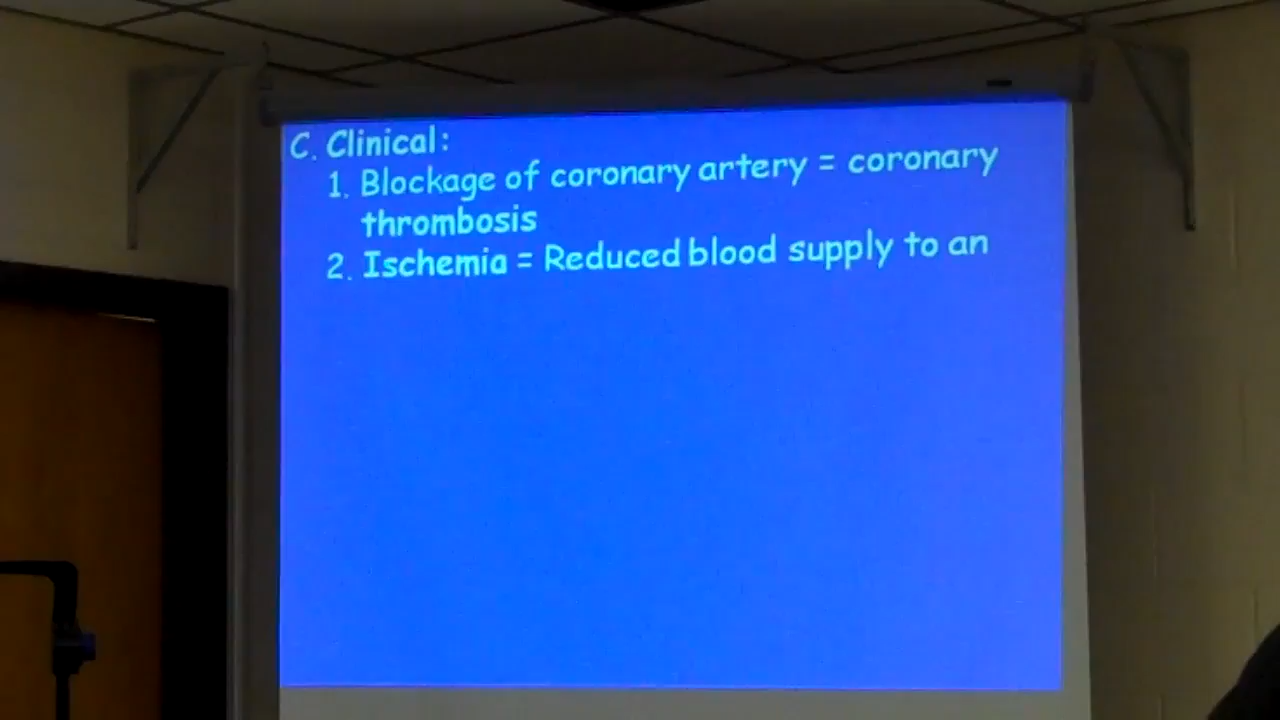 C. Clinical:
1. Blockage of coronary artery = coronary
thrombosis
2. Ischemia = Reduced blood supply to an